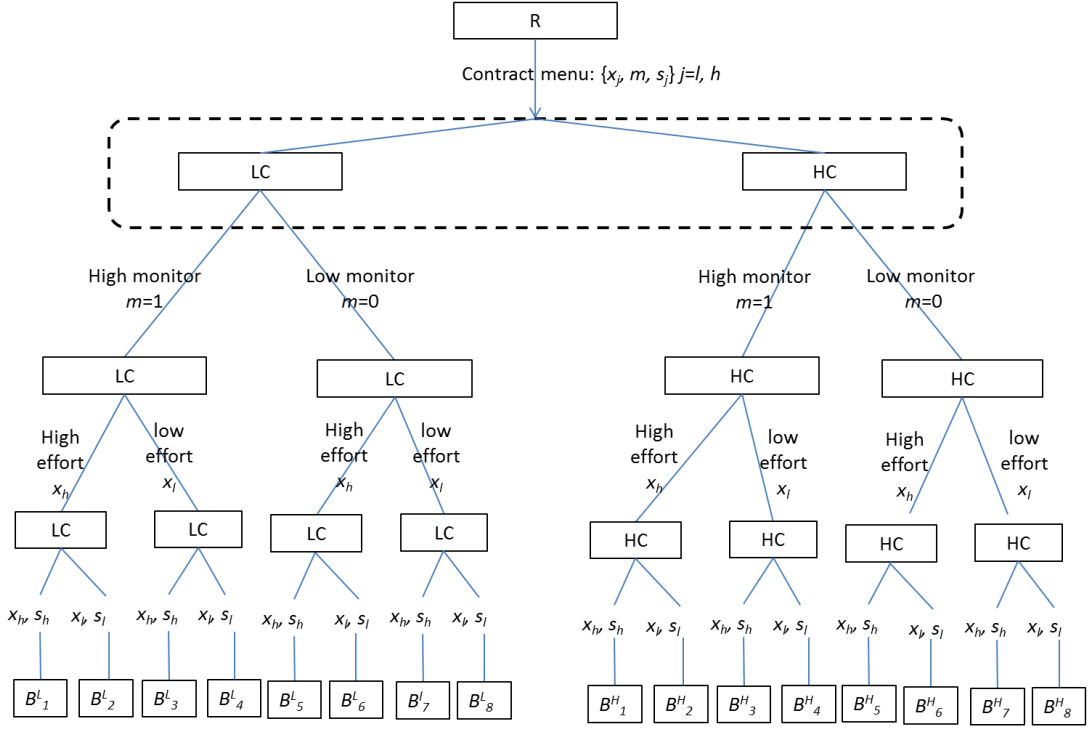 R
Contract menu: {xj, m, sj} j=l, h
LC
HC
High monitor
m=1
Low monitor
m=0
High monitor
m=1
Low monitor
m=0
LC
LC
HC
HC
High
effort
xh
low
effort
xl
High
effort
xh
low
effort
xl
High
effort
xh
low
effort
xl
High
effort
xh
low
effort
xl
LC
LC
LC
LC
HC
HC
HC
HC
xh, sh
xl, sl
xh, sh
xl, sl
xh, sh
xl, sl
xh, sh
xl, sl
xh, sh
xl, sl
xh, sh
xl, sl
xh, sh
xl, sl
xh, sh
xl, sl
BL1
BL2
BL3
BL4
BL5
BL6
Bl7
BL8
BH1
BH2
BH3
BH4
BH5
BH6
BH7
BH8